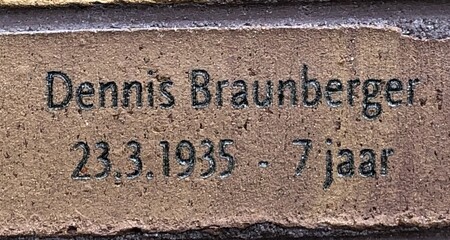 Dennis Braunberger
23.3.1935 - 7 jaar